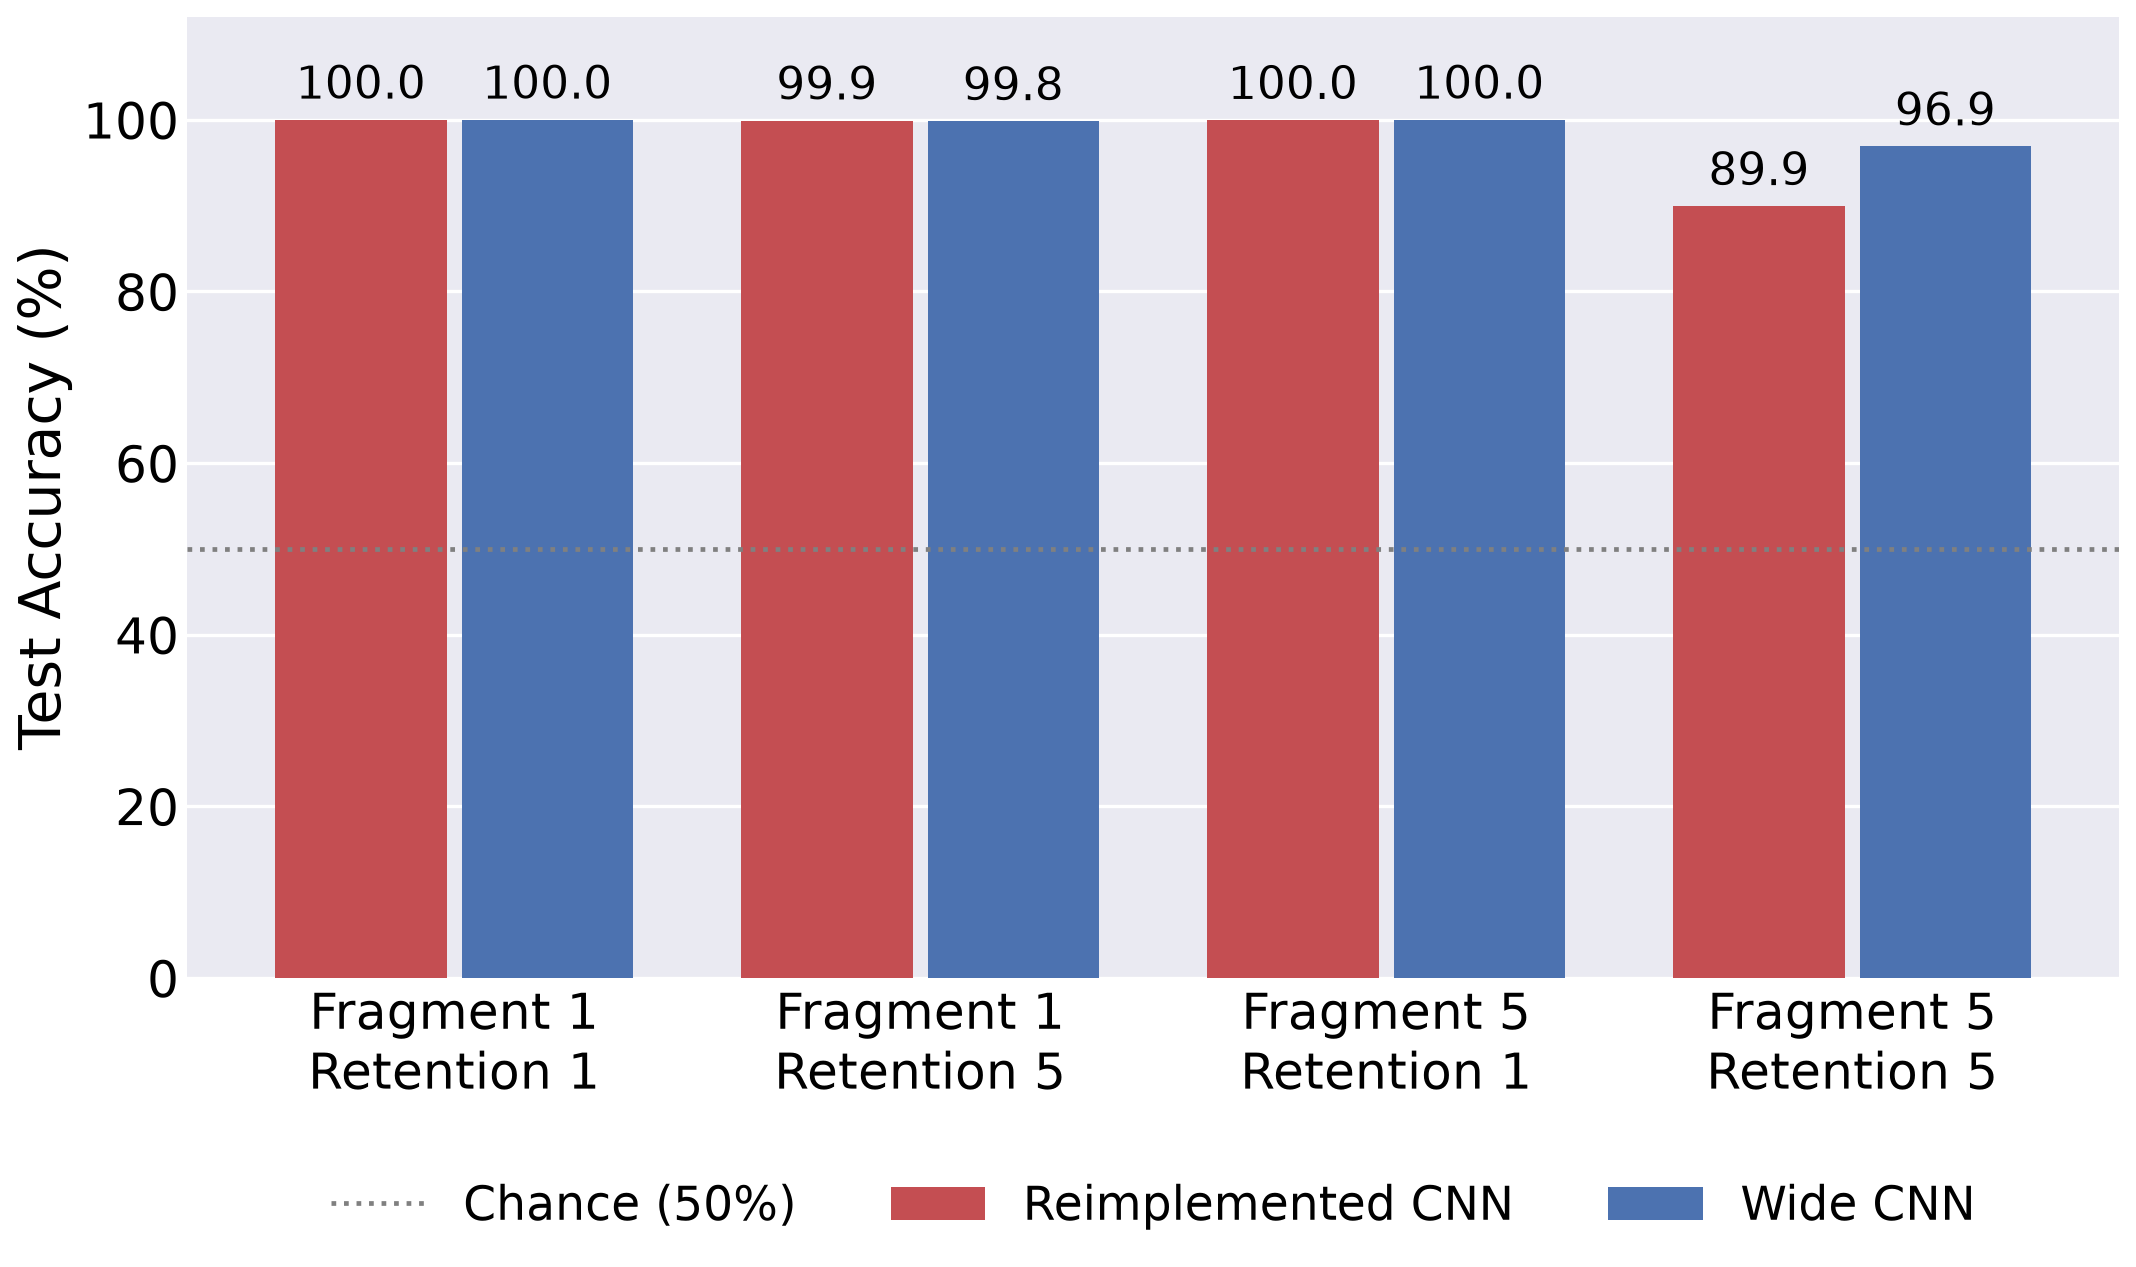 100.0 100.0 99.9 99.8 100.0 100.0 89.9 96.9
Test Accuracy (%)
100
80
60
40
20
0
Fragment 1 Fragment 1 Fragment 5 Fragment 5
Retention 1 Retention 5 Retention 1 Retention 5
Chance (50%) Reimplemented CNN Wide CNN